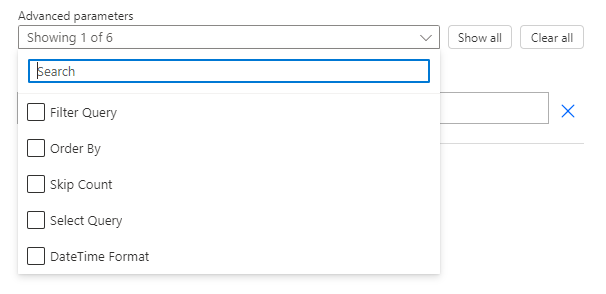 Advanced parameters
Showing 1 of 6
Show all
Clear all
Search
Filter Query
Order By
Skip Count
Select Query
DateTime Format